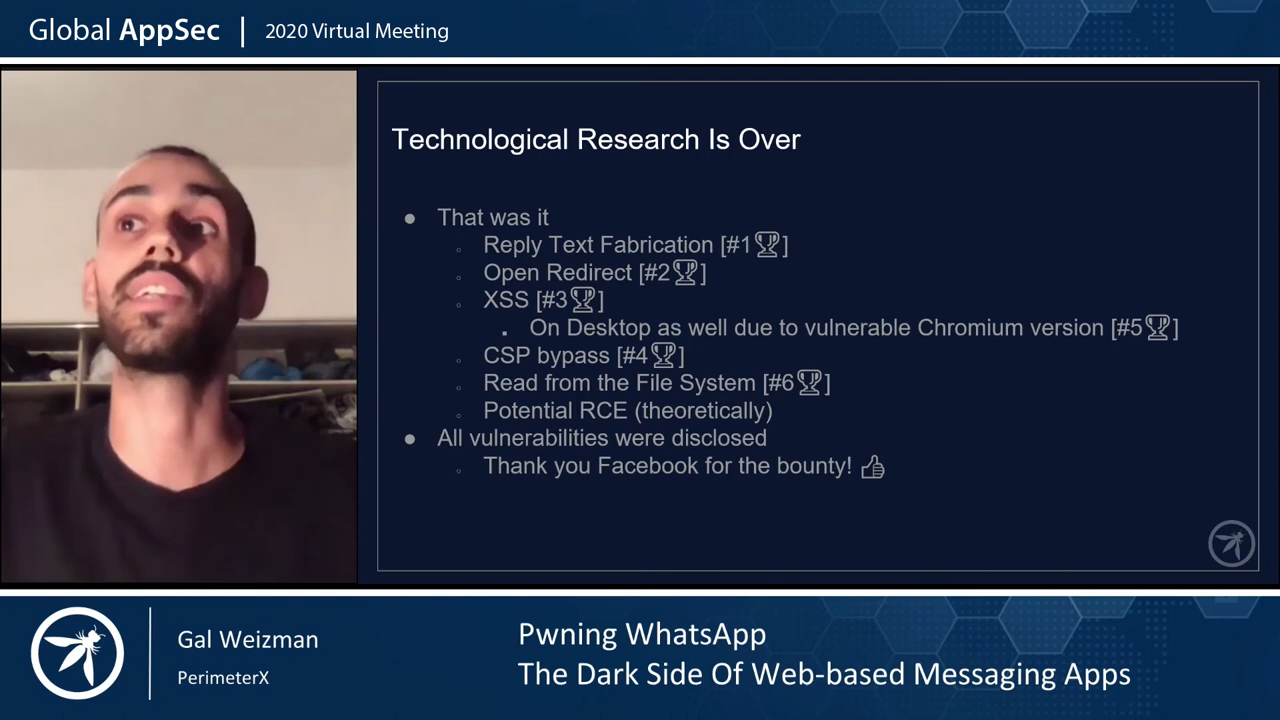 Global AppSec | 2020 Virtual Meeting
Technological Research Is Over
● That was it
○ Reply Text Fabrication [#1🏆]
○ Open Redirect [#2🏆]
○ XSS [#3🏆]
■ On Desktop as well due to vulnerable Chromium version [#5🏆]
○ CSP bypass [#4🏆]
○ Read from the File System [#6🏆]
○ Potential RCE (theoretically)
● All vulnerabilities were disclosed
○ Thank you Facebook for the bounty! 👍
Gal Weizman
PerimeterX
Pwning WhatsApp
The Dark Side Of Web-based Messaging Apps